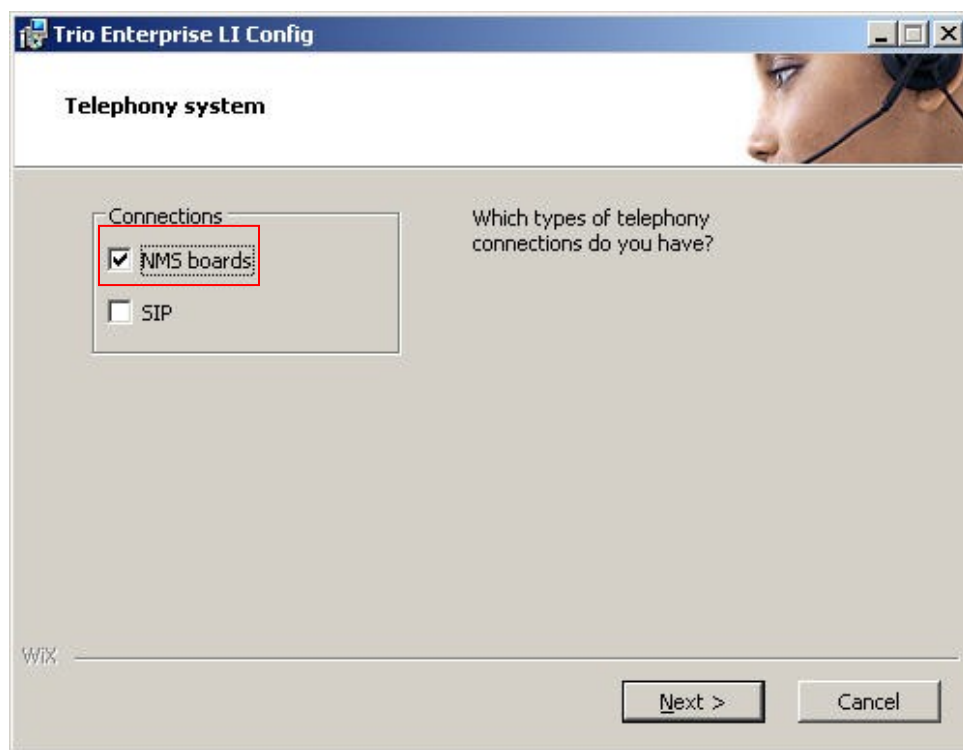 Trio Enterprise LI Config
Telephony system
Connections
NMS boards
SIP
Which types of telephony
connections do you have?
WiX
Next >
Cancel